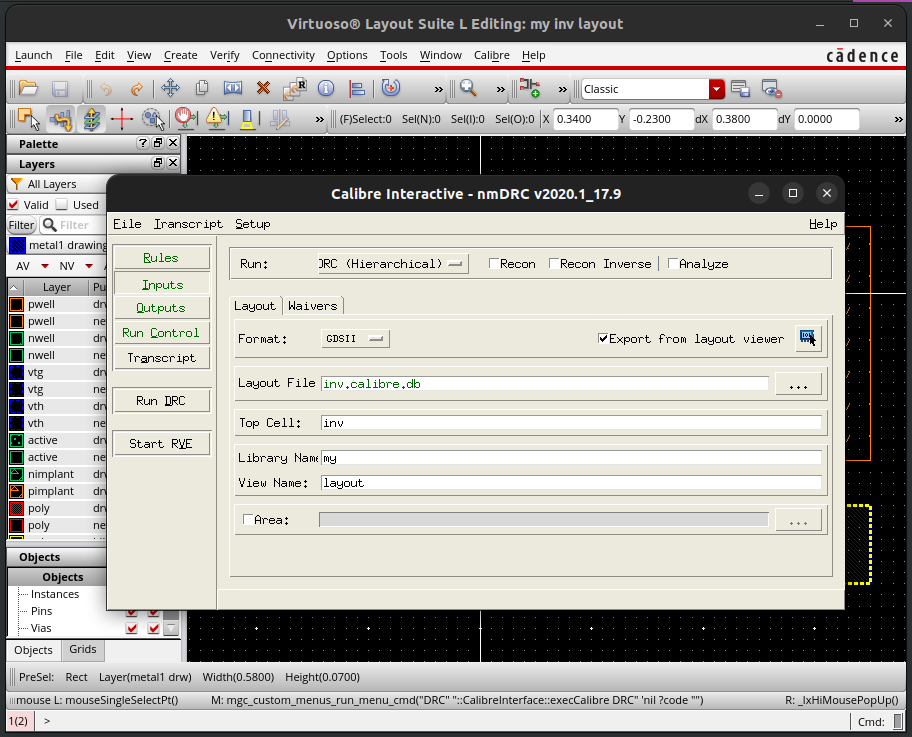 Virtuoso® Layout Suite L Editing: my inv layout
Launch File Edit View Create Verify Connectivity Options Tools Window Calibre Help
cādence
R
» » » Classic
» (F)Select:0 Sel(N):0 Sel(I):0 Sel(O):0 X 0.3400 Y -0.2300 dX 0.3800 dY 0.0000 »
Palette
Layers
All Layers
Valid Used
Filter Filter
metal1 drawing
AV NV
Layer Pu
pwell drw
pwell ne
nwell drw
nwell ne
vtg drw
vtg ne
vth drw
vth ne
active drw
active ne
nimplant drw
pimplant drw
poly drw
poly ne
Objects
Objects
Instances
Pins
Vias
Objects Grids
Calibre Interactive - nmDRC v2020.1_17.9
File Transcript Setup Help
Rules
Inputs
Outputs
Run Control
Transcript
Run DRC
Start RVE
Run: DRC (Hierarchical) Recon Recon Inverse Analyze
Layout Waivers
Format: GDSII Export from layout viewer
Layout File inv.calibre.db ...
Top Cell: inv
Library Name my
View Name: layout
Area: ...
PreSel: Rect Layer(metal1 drw) Width(0.5800) Height(0.0700)
mouse L: mouseSingleSelectPt() M: mgc_custom_menus_run_menu_cmd("DRC" "::CalibreInterface::execCalibre DRC" 'nil ?code "") R: _lxHiMousePopUp()
1(2) > Cmd: